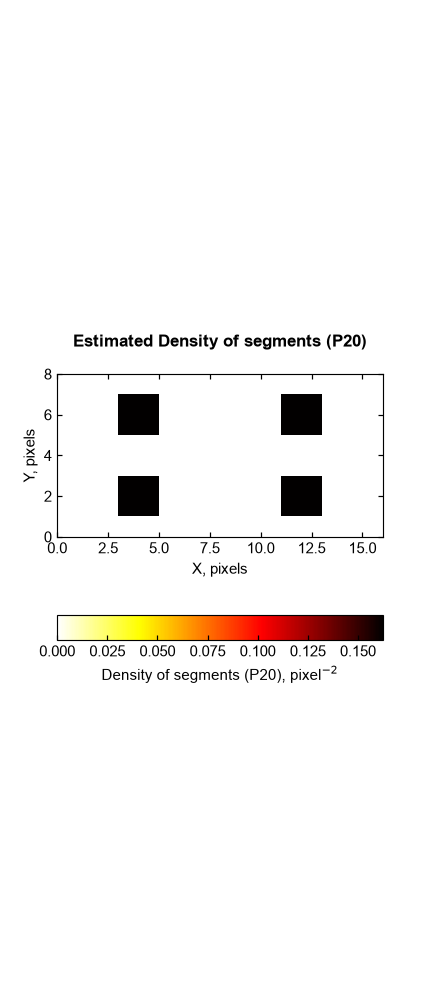 Estimated Density of segments (P20)
8
6
4
2
0
Y, pixels
0.0 2.5 5.0 7.5 10.0 12.5 15.0
X, pixels
0.000 0.025 0.050 0.075 0.100 0.125 0.150
Density of segments (P20), pixel⁻²